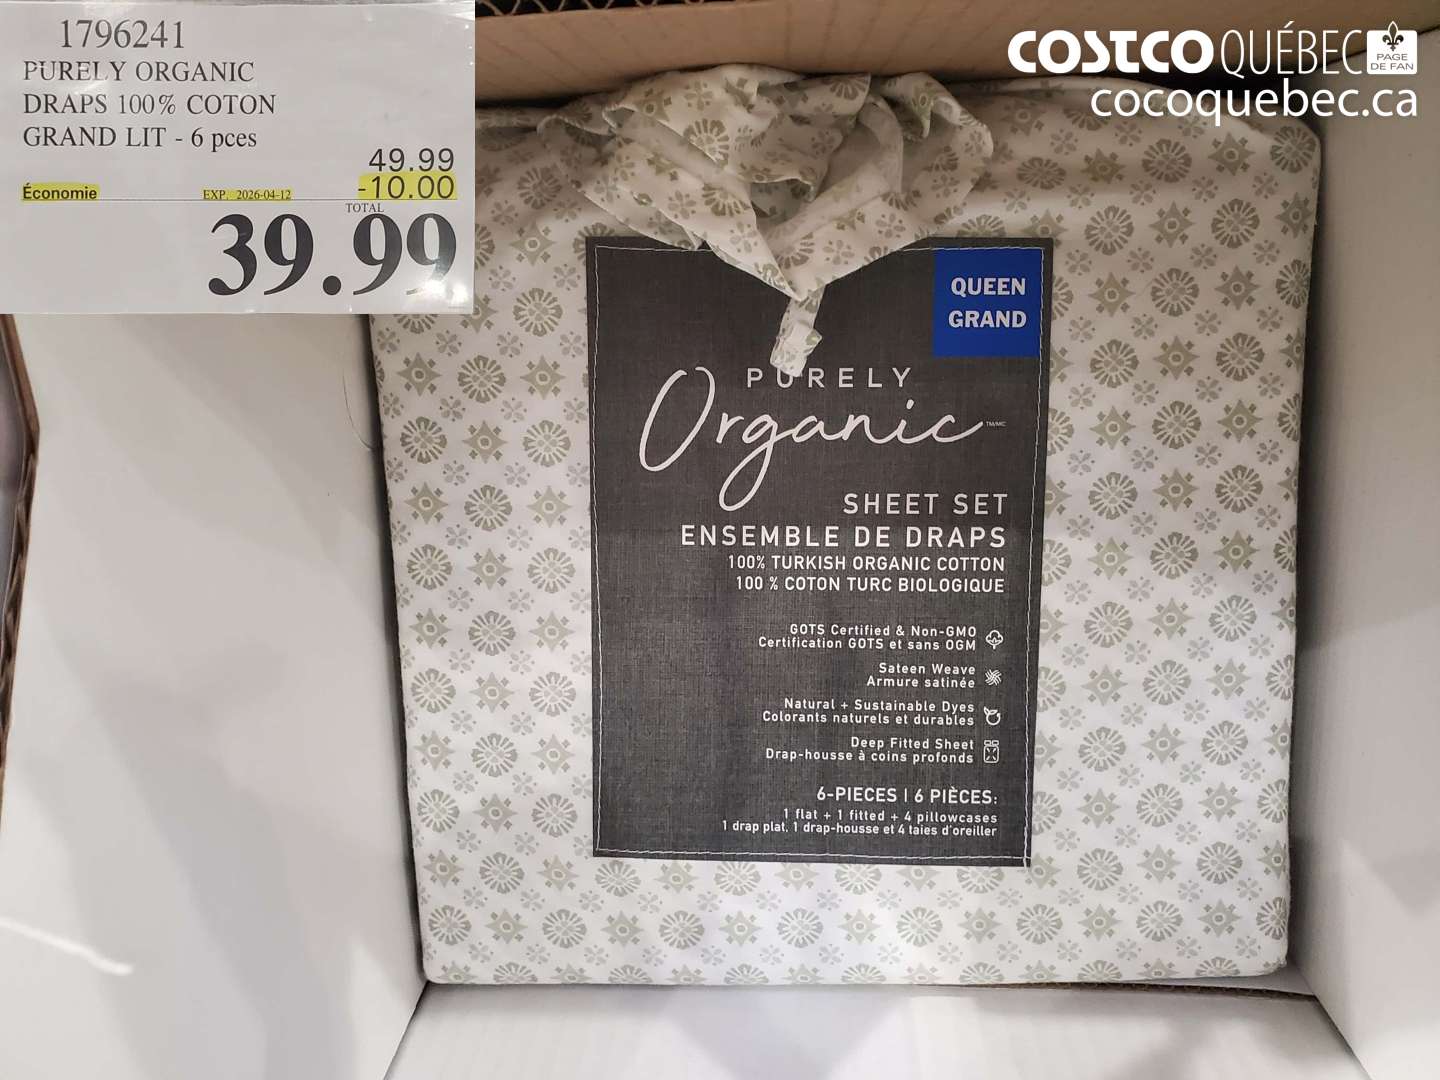 1796241
PURELY ORGANIC
DRAPS 100% COTON
GRAND LIT - 6 pces
49.99
Économie EXP. 2026-04-12 -10.00
TOTAL
39.99
COSTCO QUÉBEC PAGE DE FAN
cocoquebec.ca
QUEEN
GRAND
PURELY
Organic TM/MC
SHEET SET
ENSEMBLE DE DRAPS
100% TURKISH ORGANIC COTTON
100 % COTON TURC BIOLOGIQUE
GOTS Certified & Non-GMO
Certification GOTS et sans OGM
Sateen Weave
Armure satinée
Natural + Sustainable Dyes
Colorants naturels et durables
Deep Fitted Sheet
Drap-housse à coins profonds
6-PIECES | 6 PIÈCES:
1 flat + 1 fitted + 4 pillowcases
1 drap plat, 1 drap-housse et 4 taies d'oreiller